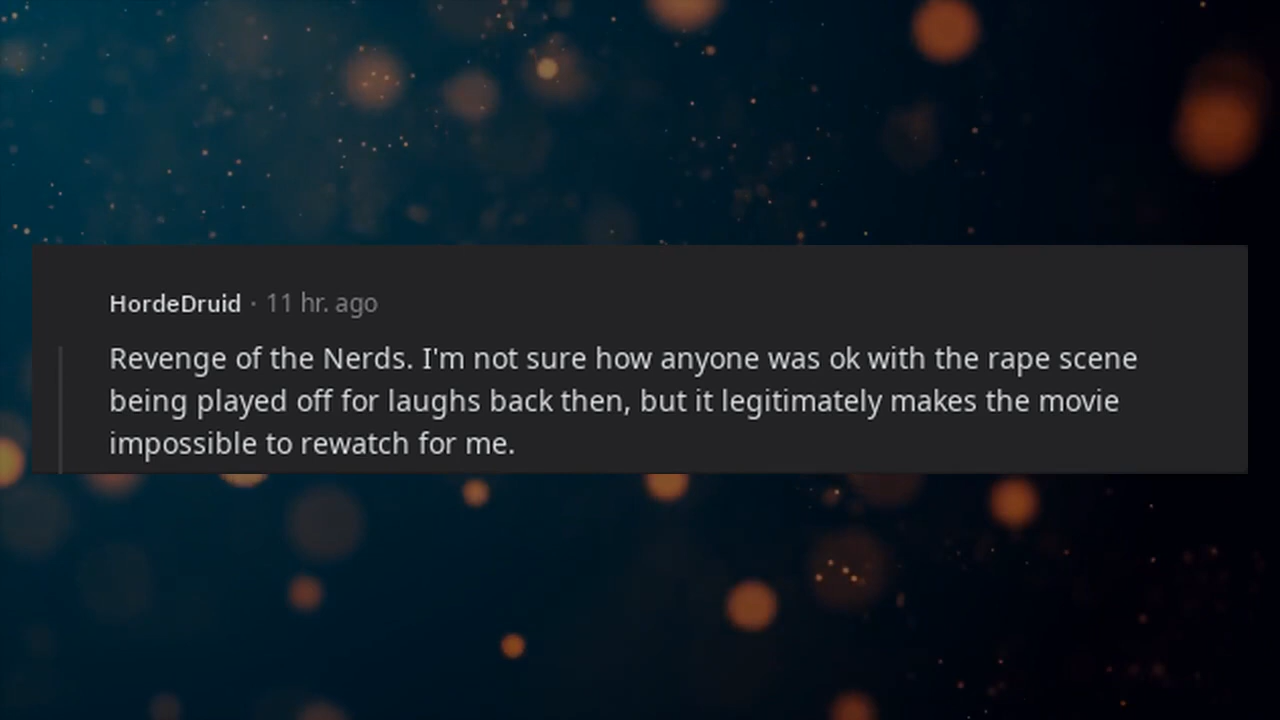 HordeDruid · 11 hr. ago
Revenge of the Nerds. I'm not sure how anyone was ok with the rape scene
being played off for laughs back then, but it legitimately makes the movie
impossible to rewatch for me.